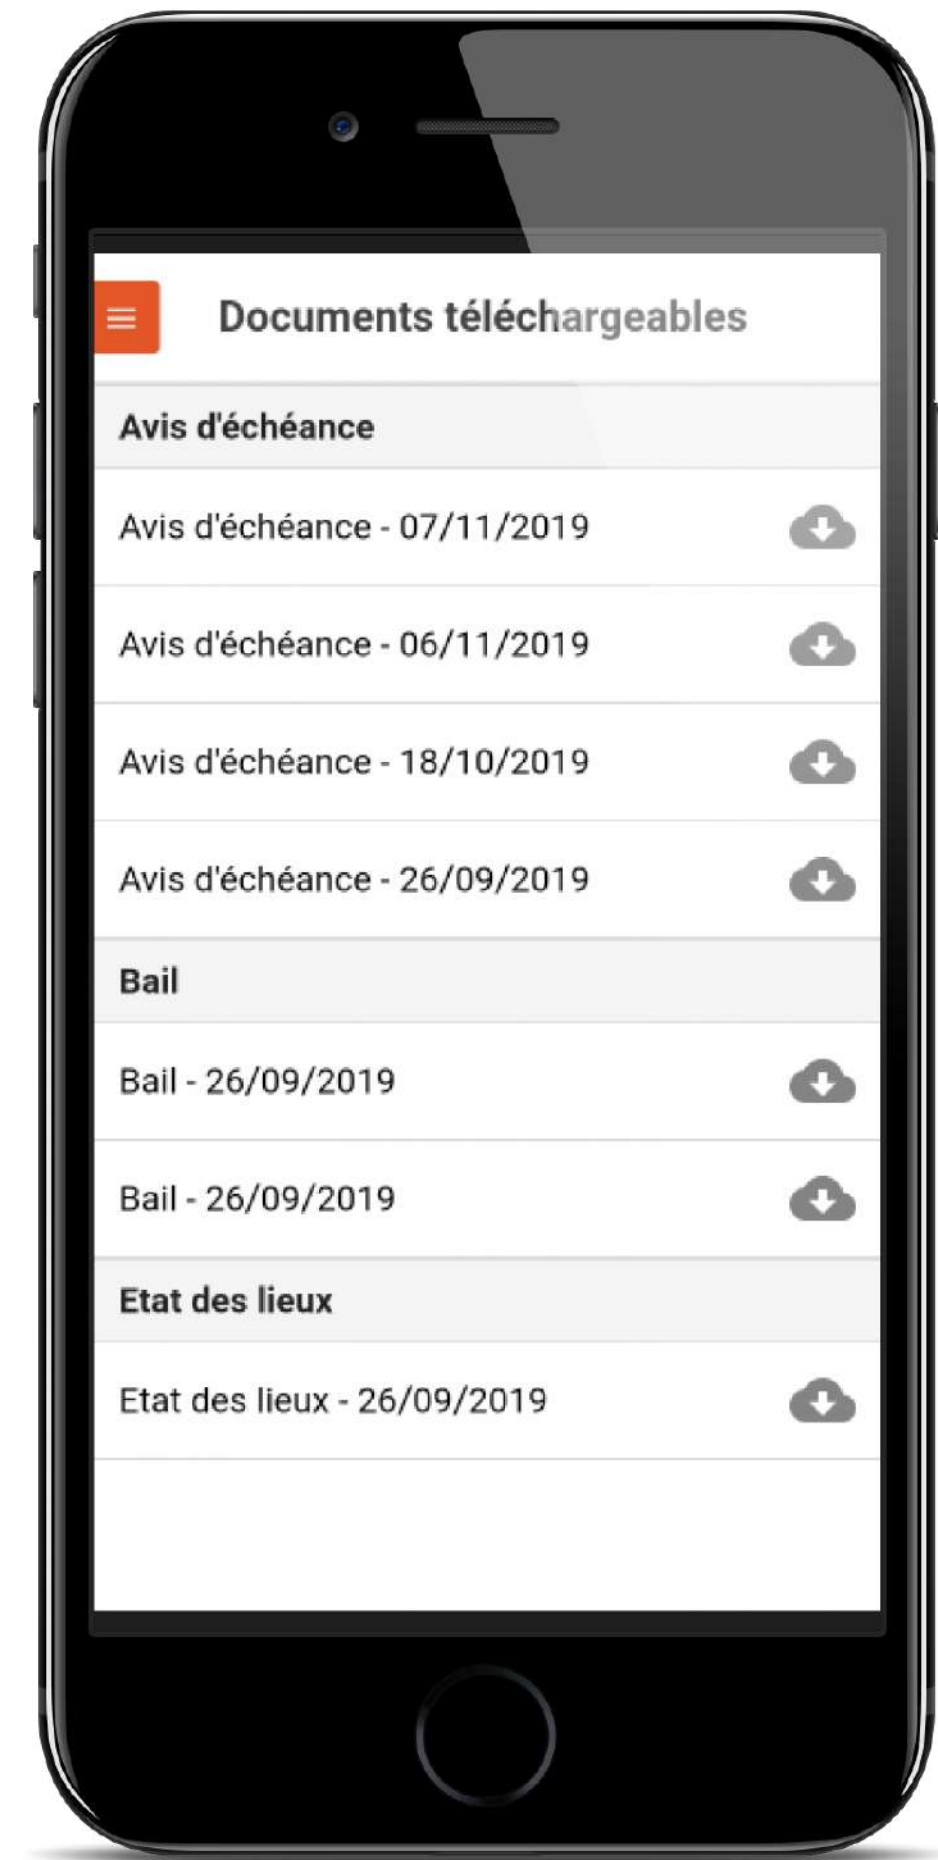 Documents téléchargeables
Avis d'échéance
Avis d'échéance - 07/11/2019
Avis d'échéance - 06/11/2019
Avis d'échéance - 18/10/2019
Avis d'échéance - 26/09/2019
Bail
Bail - 26/09/2019
Bail - 26/09/2019
Etat des lieux
Etat des lieux - 26/09/2019